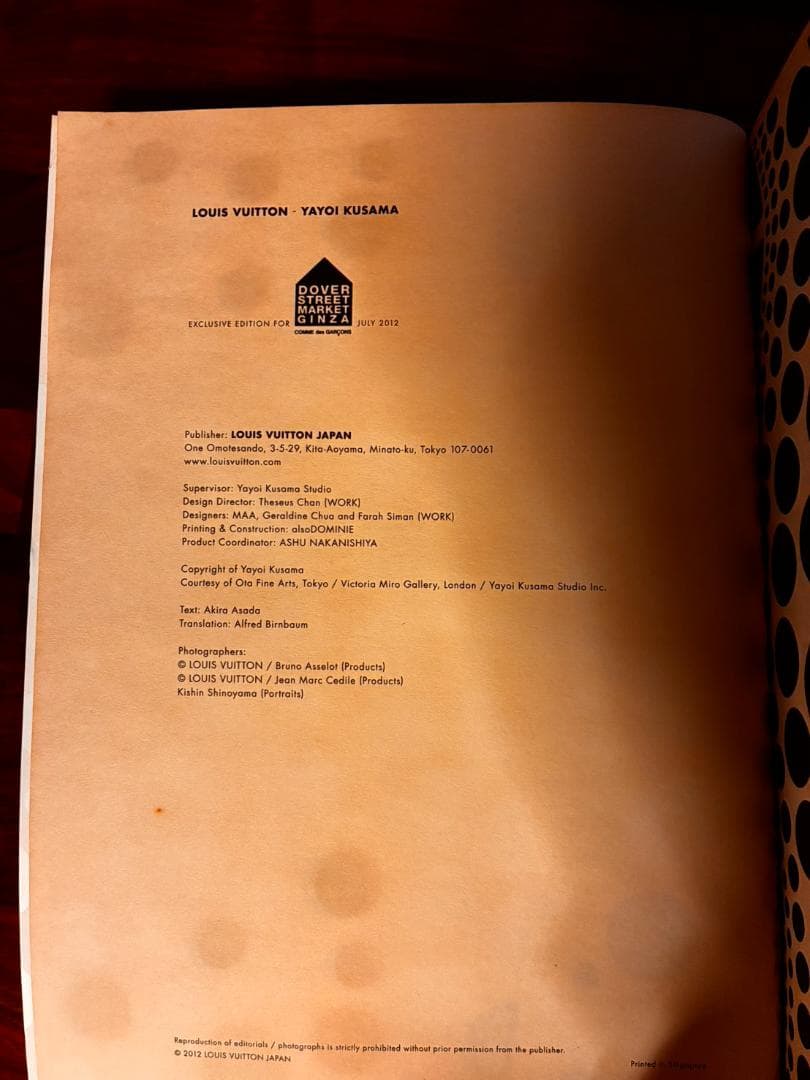 LOUIS VUITTON - YAYOI KUSAMA
DOVER
STREET
MARKET
GINZA
COMME des GARÇONS
EXCLUSIVE EDITION FOR JULY 2012
Publisher: LOUIS VUITTON JAPAN
One Omotesando, 3-5-29, Kita-Aoyama, Minato-ku, Tokyo 107-0061
www.louisvuitton.com
Supervisor: Yayoi Kusama Studio
Design Director: Theseus Chan (WORK)
Designers: MAA, Geraldine Chua and Farah Siman (WORK)
Printing & Construction: alsoDOMINIE
Product Coordinator: ASHU NAKANISHIYA
Copyright of Yayoi Kusama
Courtesy of Ota Fine Arts, Tokyo / Victoria Miro Gallery, London / Yayoi Kusama Studio Inc.
Text: Akira Asada
Translation: Alfred Birnbaum
Photographers:
© LOUIS VUITTON / Bruno Asselot (Products)
© LOUIS VUITTON / Jean Marc Cedile (Products)
Kishin Shinoyama (Portraits)
Reproduction of editorials / photographs is strictly prohibited without prior permission from the publisher.
© 2012 LOUIS VUITTON JAPAN
Printed in Singapore